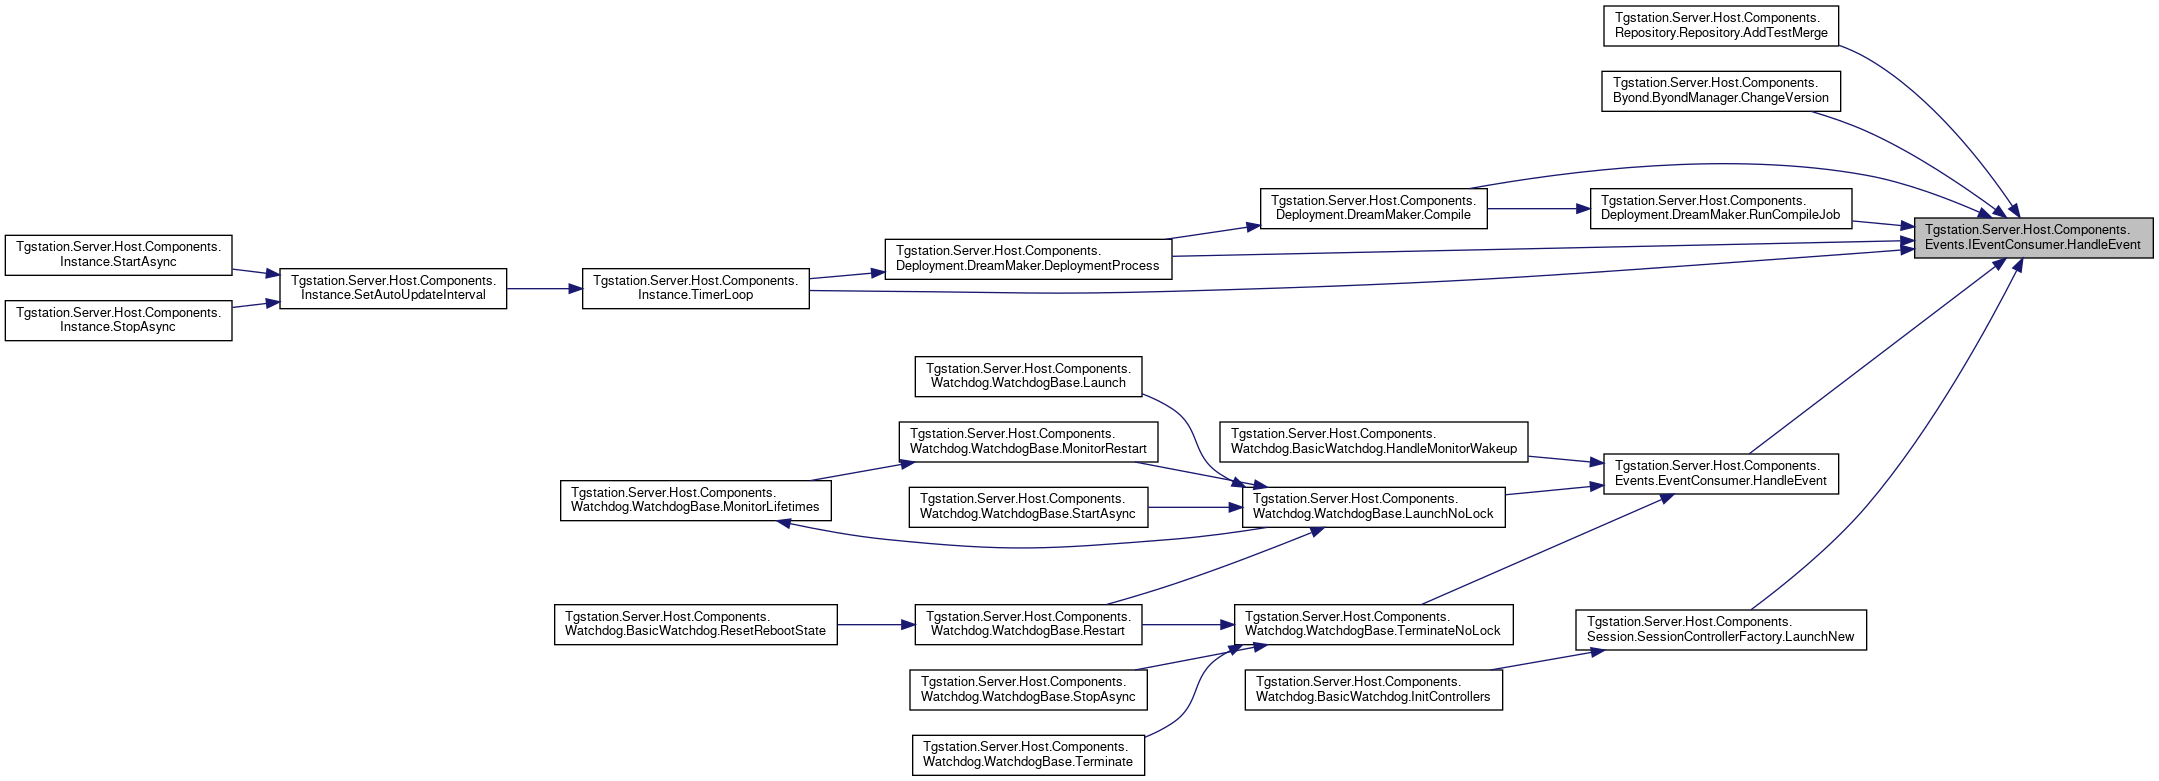 Tgstation.Server.Host.Components.
Repository.Repository.AddTestMerge
Tgstation.Server.Host.Components.
Byond.ByondManager.ChangeVersion
Tgstation.Server.Host.Components.
Deployment.DreamMaker.Compile
Tgstation.Server.Host.Components.
Deployment.DreamMaker.RunCompileJob
Tgstation.Server.Host.Components.
Events.IEventConsumer.HandleEvent
Tgstation.Server.Host.Components.
Instance.StartAsync
Tgstation.Server.Host.Components.
Deployment.DreamMaker.DeploymentProcess
Tgstation.Server.Host.Components.
Instance.SetAutoUpdateInterval
Tgstation.Server.Host.Components.
Instance.TimerLoop
Tgstation.Server.Host.Components.
Instance.StopAsync
Tgstation.Server.Host.Components.
Watchdog.WatchdogBase.Launch
Tgstation.Server.Host.Components.
Watchdog.WatchdogBase.MonitorRestart
Tgstation.Server.Host.Components.
Watchdog.BasicWatchdog.HandleMonitorWakeup
Tgstation.Server.Host.Components.
Events.EventConsumer.HandleEvent
Tgstation.Server.Host.Components.
Watchdog.WatchdogBase.MonitorLifetimes
Tgstation.Server.Host.Components.
Watchdog.WatchdogBase.StartAsync
Tgstation.Server.Host.Components.
Watchdog.WatchdogBase.LaunchNoLock
Tgstation.Server.Host.Components.
Watchdog.BasicWatchdog.ResetRebootState
Tgstation.Server.Host.Components.
Watchdog.WatchdogBase.Restart
Tgstation.Server.Host.Components.
Watchdog.WatchdogBase.TerminateNoLock
Tgstation.Server.Host.Components.
Session.SessionControllerFactory.LaunchNew
Tgstation.Server.Host.Components.
Watchdog.WatchdogBase.StopAsync
Tgstation.Server.Host.Components.
Watchdog.BasicWatchdog.InitControllers
Tgstation.Server.Host.Components.
Watchdog.WatchdogBase.Terminate